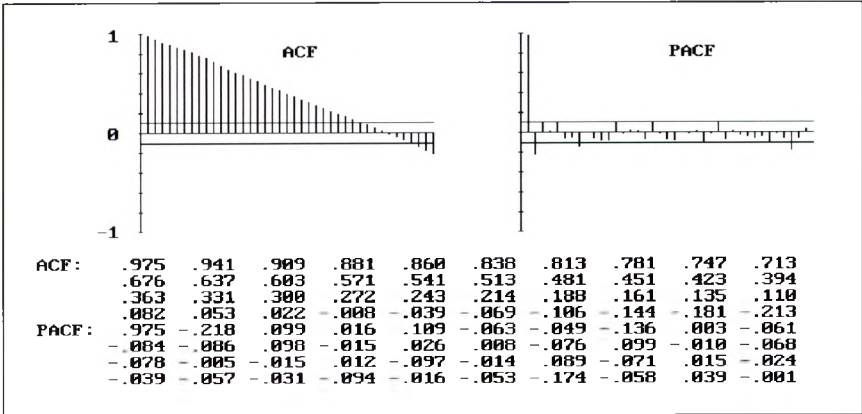 1
ACF
PACF
0
-1
ACF: .975 .941 .909 .881 .860 .838 .813 .781 .747 .713
.676 .637 .603 .571 .541 .513 .481 .451 .423 .394
.363 .331 .300 .272 .243 .214 .188 .161 .135 .110
.082 .053 .022 -.008 -.039 -.069 -.106 -.144 -.181 -.213
PACF: .975 -.218 .099 .016 .109 -.063 -.049 -.136 .003 -.061
-.084 -.086 .098 -.015 .026 .008 -.076 .099 -.010 -.068
-.078 -.005 -.015 .012 -.097 -.014 .089 -.071 .015 -.024
-.039 -.057 -.031 -.094 -.016 -.053 -.174 -.058 .039 -.001